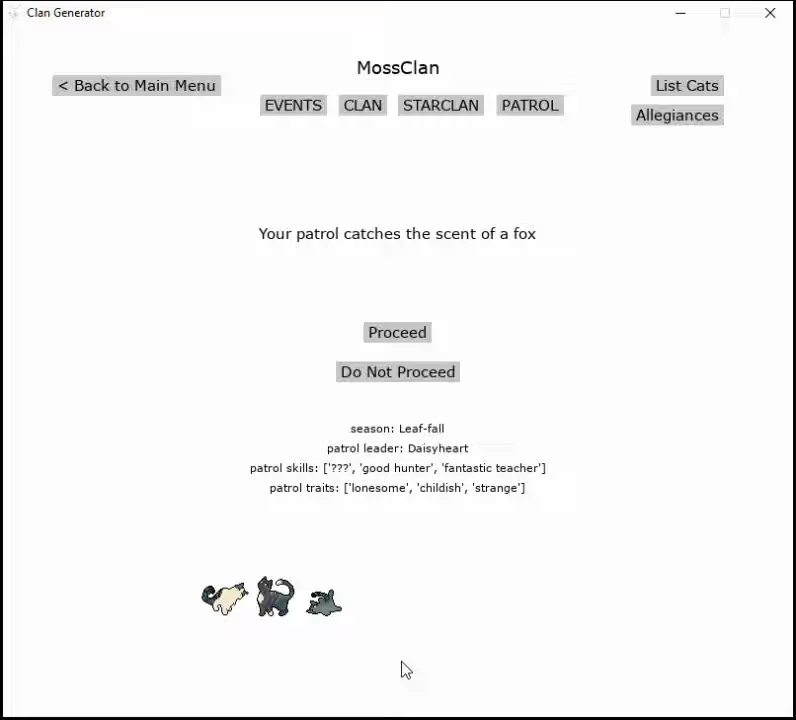 Clan Generator
MossClan
< Back to Main Menu
List Cats
EVENTS CLAN STARCLAN PATROL
Allegiances
Your patrol catches the scent of a fox
Proceed
Do Not Proceed
season: Leaf-fall
patrol leader: Daisyheart
patrol skills: ['???', 'good hunter', 'fantastic teacher']
patrol traits: ['lonesome', 'childish', 'strange']